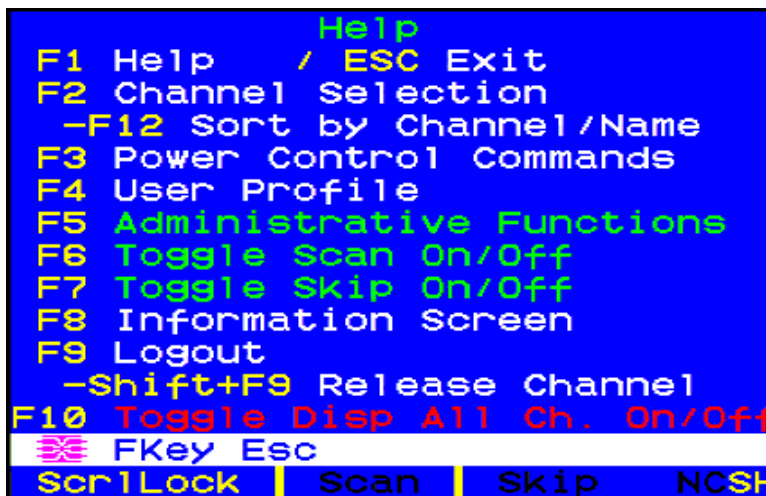 Help
F1 Help / ESC Exit
F2 Channel Selection
-F12 Sort by Channel/Name
F3 Power Control Commands
F4 User Profile
F5 Administrative Functions
F6 Toggle Scan On/Off
F7 Toggle Skip On/Off
F8 Information Screen
F9 Logout
-Shift+F9 Release Channel
F10 Toggle Disp All Ch. On/Off
FKey Esc
ScrlLock Scan Skip NCSH